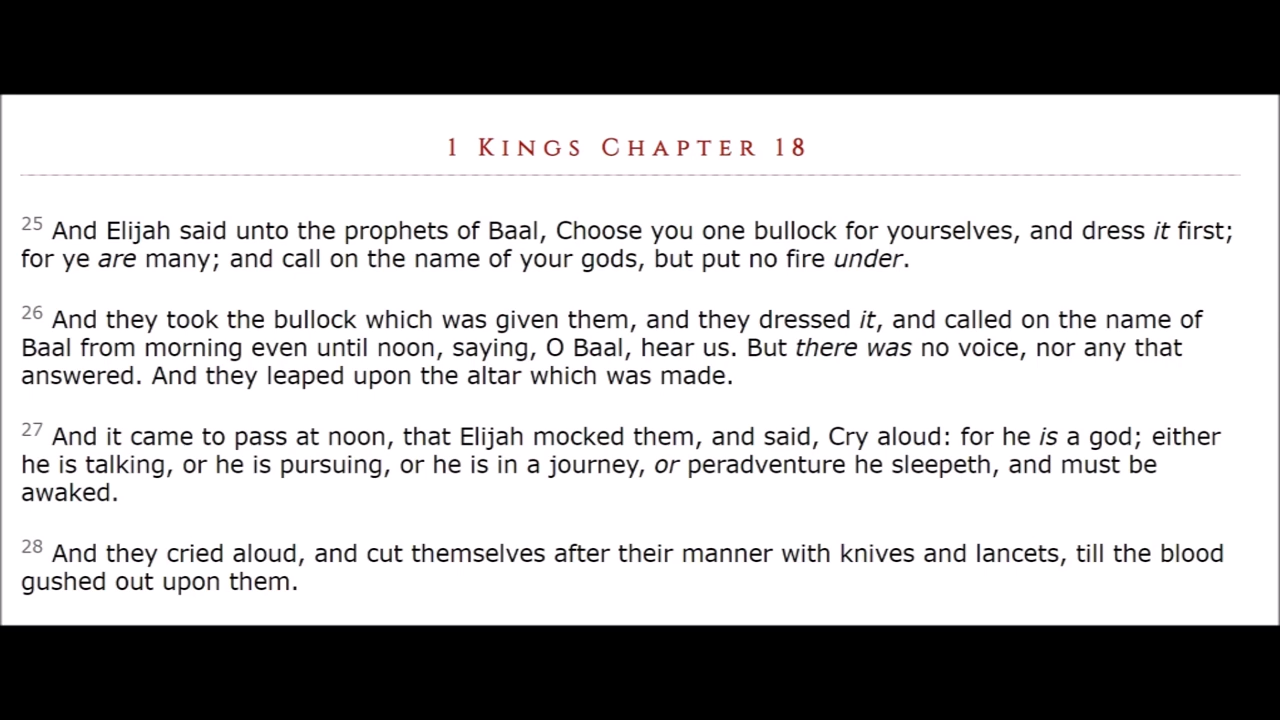 1 Kings Chapter 18
25 And Elijah said unto the prophets of Baal, Choose you one bullock for yourselves, and dress it first;
for ye are many; and call on the name of your gods, but put no fire under.
26 And they took the bullock which was given them, and they dressed it, and called on the name of
Baal from morning even until noon, saying, O Baal, hear us. But there was no voice, nor any that
answered. And they leaped upon the altar which was made.
27 And it came to pass at noon, that Elijah mocked them, and said, Cry aloud: for he is a god; either
he is talking, or he is pursuing, or he is in a journey, or peradventure he sleepeth, and must be
awaked.
28 And they cried aloud, and cut themselves after their manner with knives and lancets, till the blood
gushed out upon them.